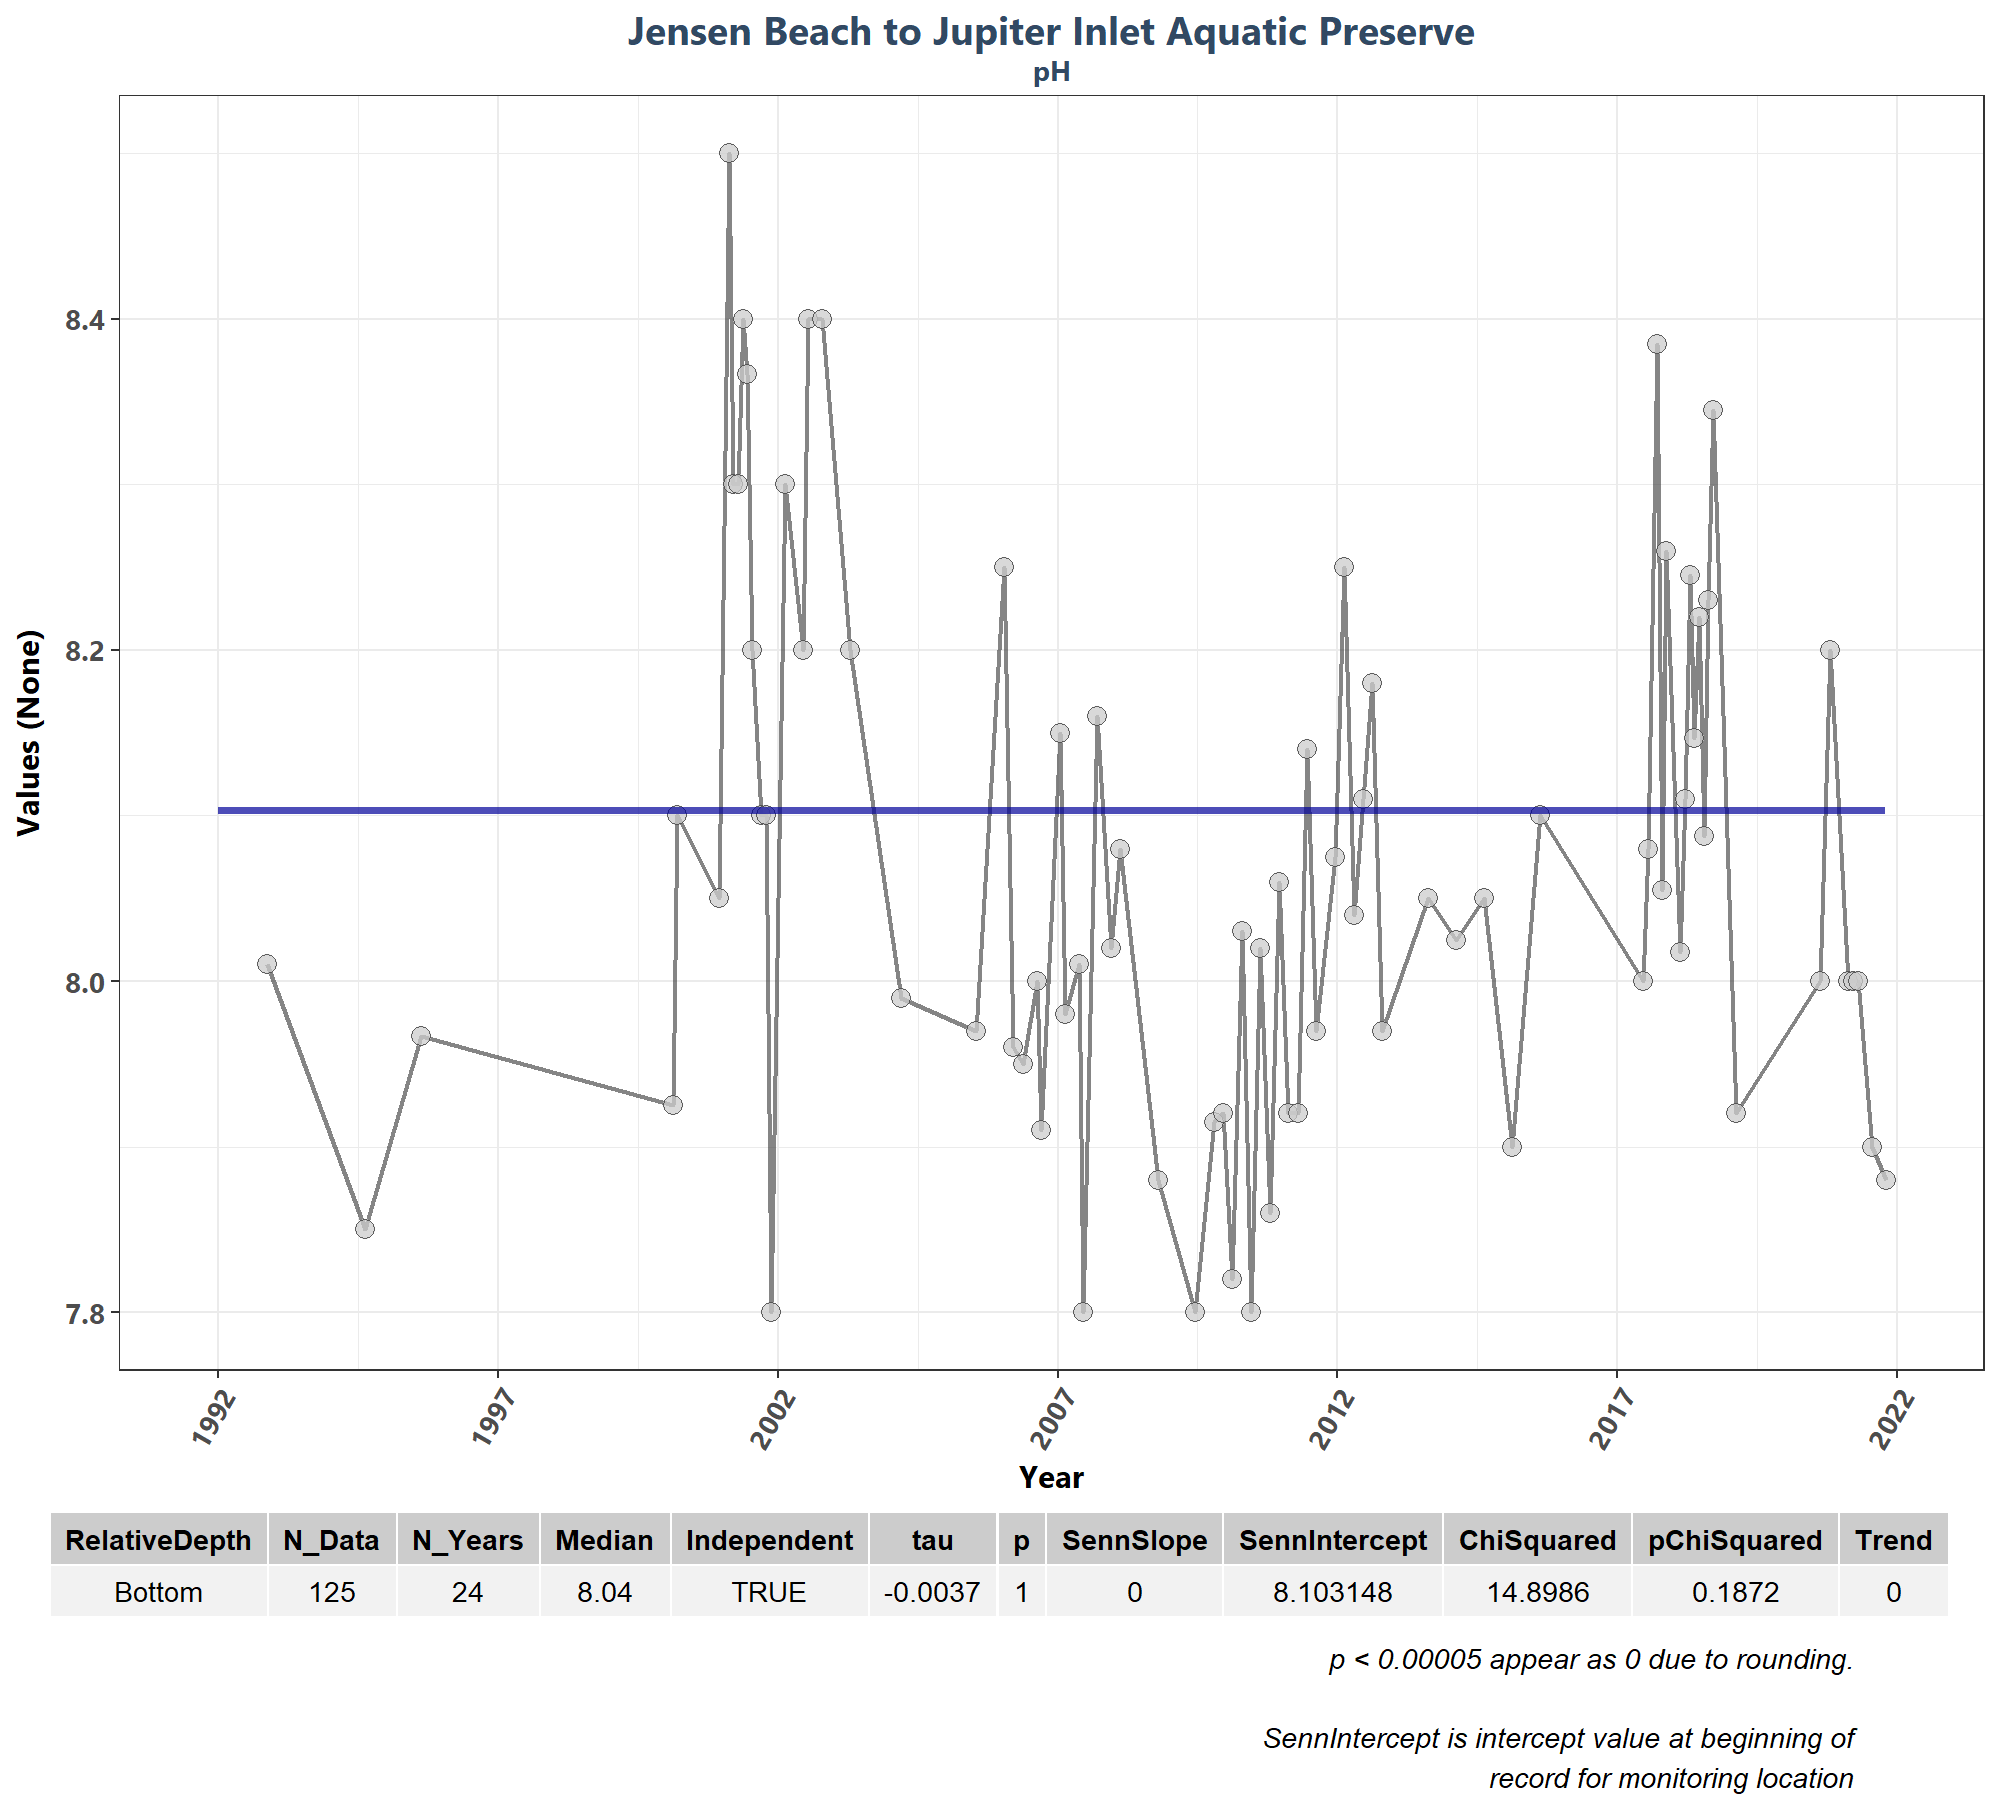 Jensen Beach to Jupiter Inlet Aquatic Preserve
pH
Values (None)
8.4
8.2
8.0
7.8
1992 1997 2002 2007 2012 2017 2022
Year
RelativeDepth N_Data N_Years Median Independent tau p SennSlope SennIntercept ChiSquared pChiSquared Trend
Bottom 125 24 8.04 TRUE -0.0037 1 0 8.103148 14.8986 0.1872 0
p < 0.00005 appear as 0 due to rounding.
SennIntercept is intercept value at beginning of
record for monitoring location